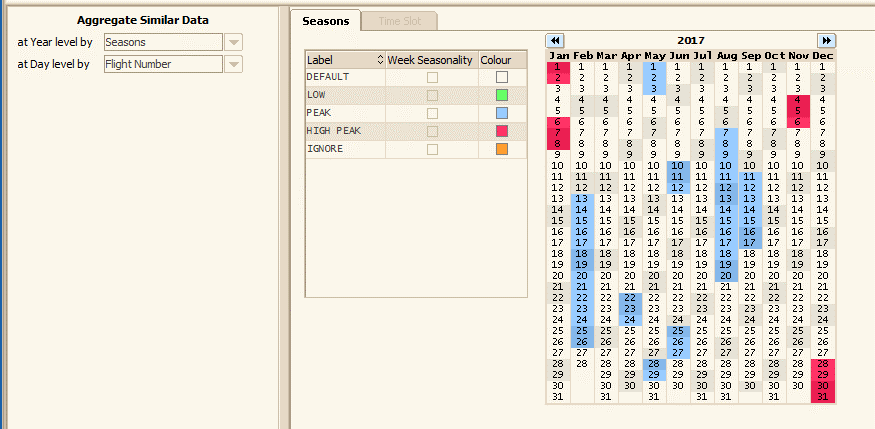 Aggregate Similar Data
at Year level by Seasons
at Day level by Flight Number
Seasons Time Slot
Label Week Seasonality Colour
DEFAULT
LOW
PEAK
HIGH PEAK
IGNORE
2017
Jan Feb Mar Apr May Jun Jul Aug Sep Oct Nov Dec
1 1 1 1 1 1 1 1 1 1 1 1
2 2 2 2 2 2 2 2 2 2 2 2
3 3 3 3 3 3 3 3 3 3 3 3
4 4 4 4 4 4 4 4 4 4 4 4
5 5 5 5 5 5 5 5 5 5 5 5
6 6 6 6 6 6 6 6 6 6 6 6
7 7 7 7 7 7 7 7 7 7 7 7
8 8 8 8 8 8 8 8 8 8 8 8
9 9 9 9 9 9 9 9 9 9 9 9
10 10 10 10 10 10 10 10 10 10 10 10
11 11 11 11 11 11 11 11 11 11 11 11
12 12 12 12 12 12 12 12 12 12 12 12
13 13 13 13 13 13 13 13 13 13 13 13
14 14 14 14 14 14 14 14 14 14 14 14
15 15 15 15 15 15 15 15 15 15 15 15
16 16 16 16 16 16 16 16 16 16 16 16
17 17 17 17 17 17 17 17 17 17 17 17
18 18 18 18 18 18 18 18 18 18 18 18
19 19 19 19 19 19 19 19 19 19 19 19
20 20 20 20 20 20 20 20 20 20 20 20
21 21 21 21 21 21 21 21 21 21 21 21
22 22 22 22 22 22 22 22 22 22 22 22
23 23 23 23 23 23 23 23 23 23 23 23
24 24 24 24 24 24 24 24 24 24 24 24
25 25 25 25 25 25 25 25 25 25 25 25
26 26 26 26 26 26 26 26 26 26 26 26
27 27 27 27 27 27 27 27 27 27 27 27
28 28 28 28 28 28 28 28 28 28 28 28
29 29 29 29 29 29 29 29 29 29 29
30 30 30 30 30 30 30 30 30 30 30
31 31 31 31 31 31 31